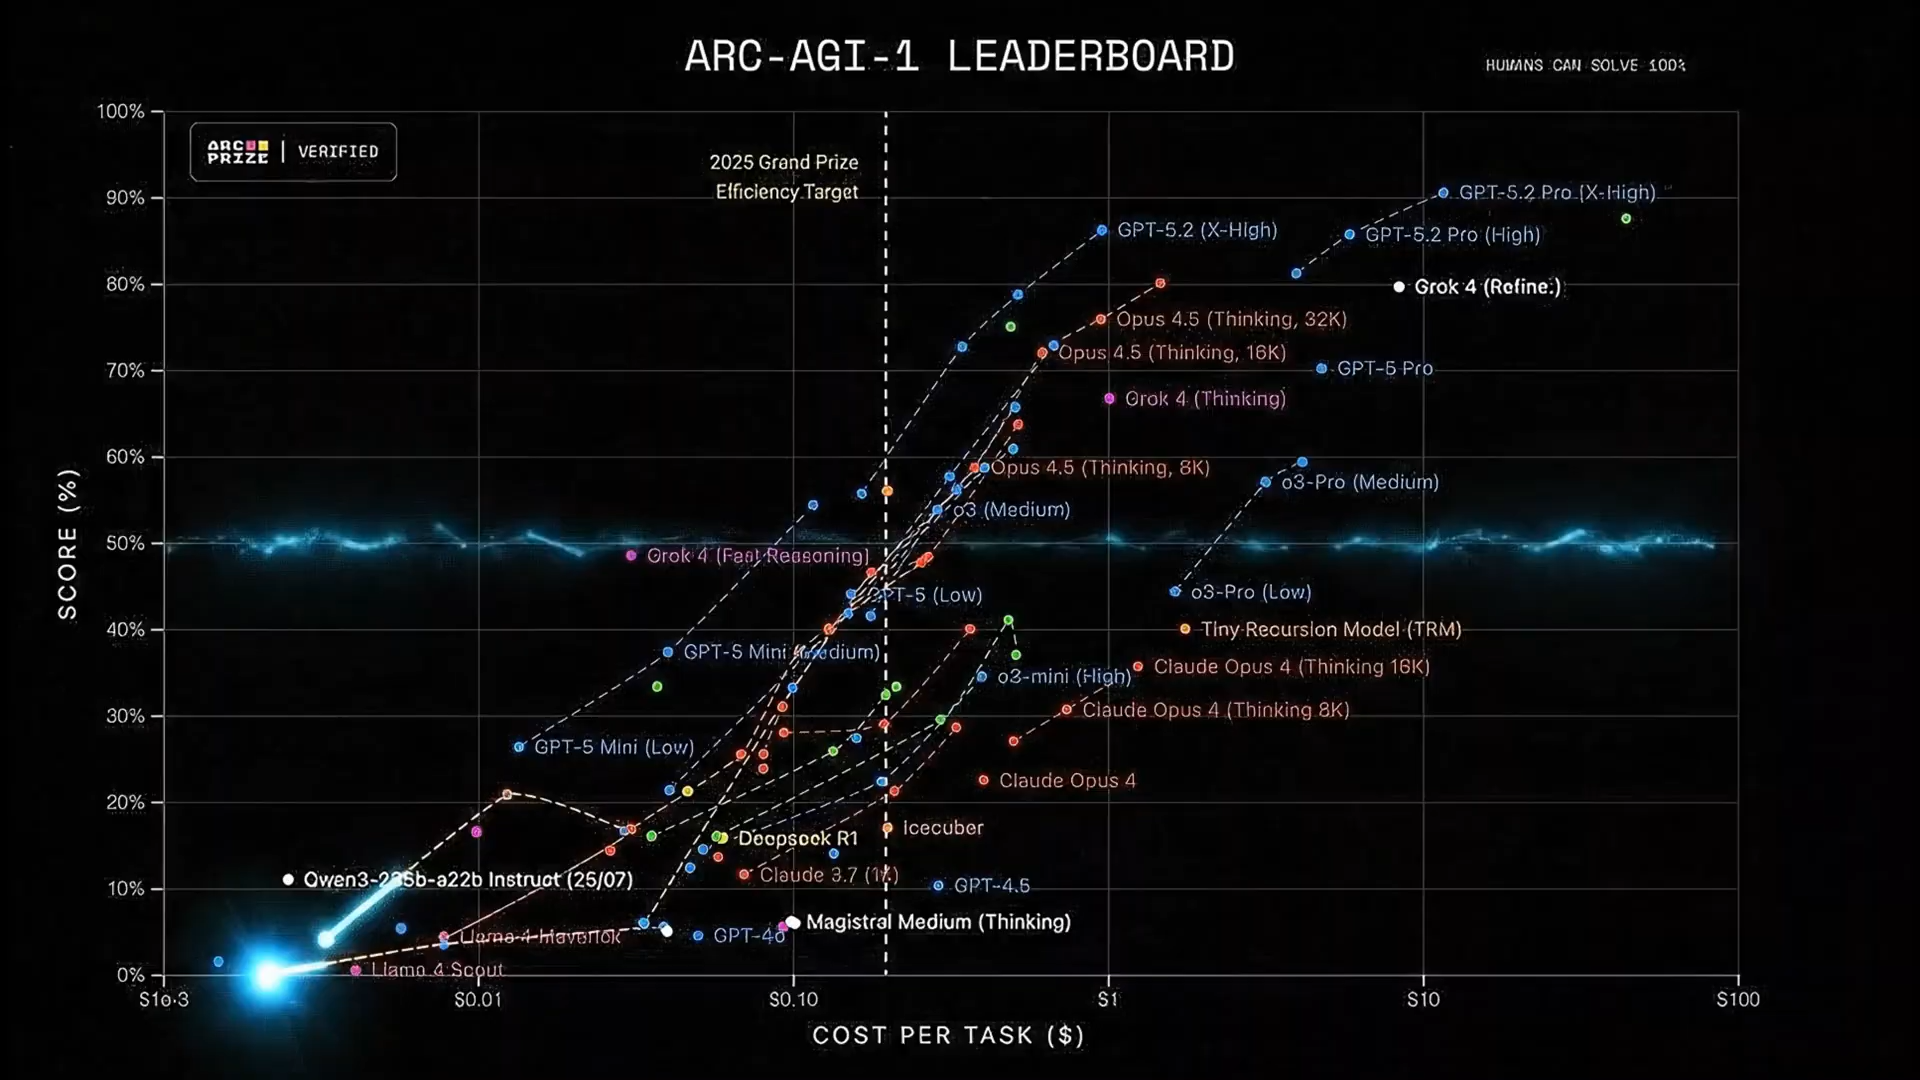 ARC-AGI-1 LEADERBOARD
HUMANS CAN SOLVE 100%
ARC PRIZE | VERIFIED
2025 Grand Prize
Efficiency Target
SCORE (%)
100%
90%
80%
70%
60%
50%
40%
30%
20%
10%
0%
GPT-5.2 Pro (X-High)
GPT-5.2 (X-High)
GPT-5.2 Pro (High)
Grok 4 (Refine.)
Opus 4.5 (Thinking, 32K)
Opus 4.5 (Thinking, 16K)
GPT-5 Pro
Grok 4 (Thinking)
Opus 4.5 (Thinking, 8K)
o3-Pro (Medium)
o3 (Medium)
Grok 4 (Fast Reasoning)
GPT-5 (Low)
o3-Pro (Low)
Tiny Recursion Model (TRM)
GPT-5 Mini (Medium)
Claude Opus 4 (Thinking 16K)
o3-mini (High)
Claude Opus 4 (Thinking 8K)
GPT-5 Mini (Low)
Claude Opus 4
icecuber
Deepseek R1
Claude 3.7 (1K)
Qwen3-235b-a22b Instruct (25/07)
GPT-4.5
Magistral Medium (Thinking)
GPT-4o
Llama 4 Maverick
Llama 4 Scout
$1e-3
$0.01
$0.10
$1
$10
$100
COST PER TASK ($)